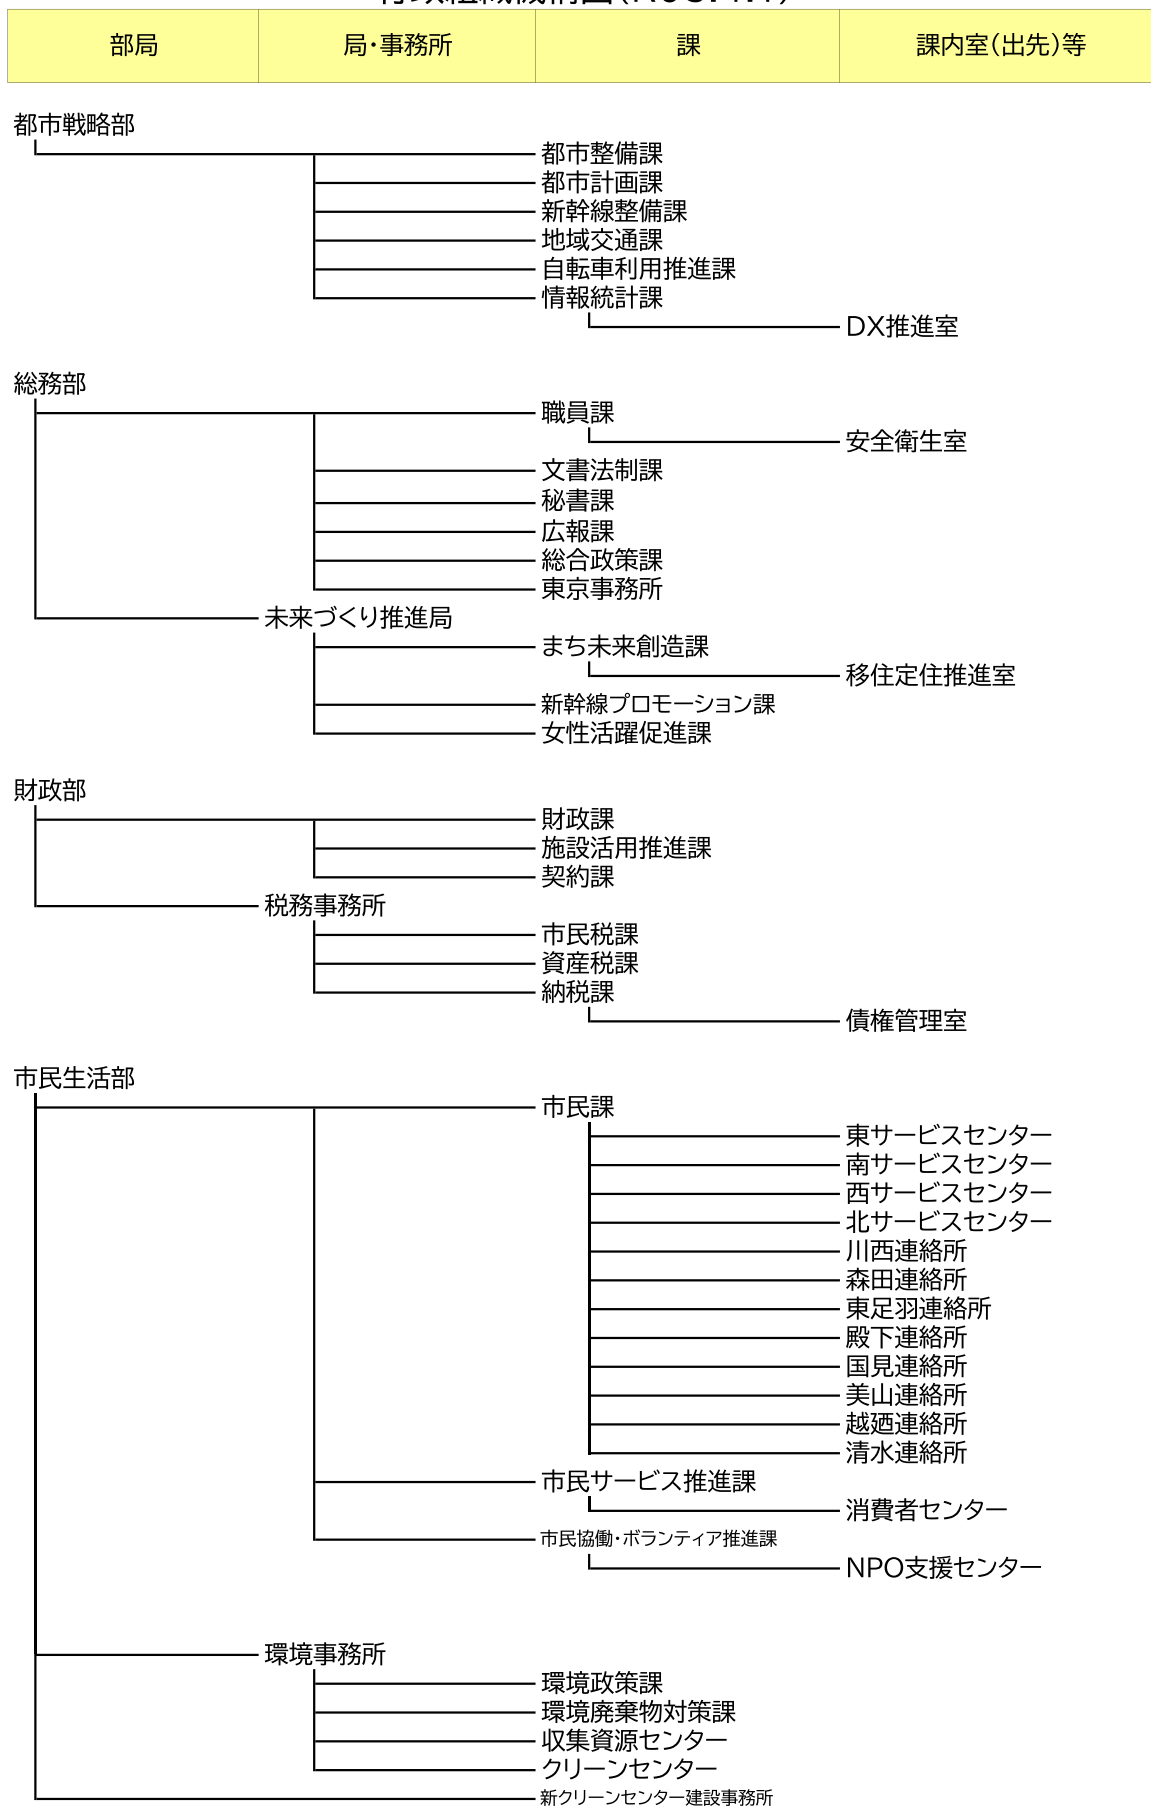 部局 局・事務所 課 課内室（出先）等
都市戦略部
都市整備課
都市計画課
新幹線整備課
地域交通課
自転車利用推進課
情報統計課
DX推進室
総務部
職員課
安全衛生室
文書法制課
秘書課
広報課
総合政策課
東京事務所
未来づくり推進局
まち未来創造課
移住定住推進室
新幹線プロモーション課
女性活躍促進課
財政部
財政課
施設活用推進課
契約課
税務事務所
市民税課
資産税課
納税課
債権管理室
市民生活部
市民課
東サービスセンター
南サービスセンター
西サービスセンター
北サービスセンター
川西連絡所
森田連絡所
東足羽連絡所
殿下連絡所
国見連絡所
美山連絡所
越廼連絡所
清水連絡所
市民サービス推進課
消費者センター
市民協働・ボランティア推進課
NPO支援センター
環境事務所
環境政策課
環境廃棄物対策課
収集資源センター
クリーンセンター
新クリーンセンター建設事務所